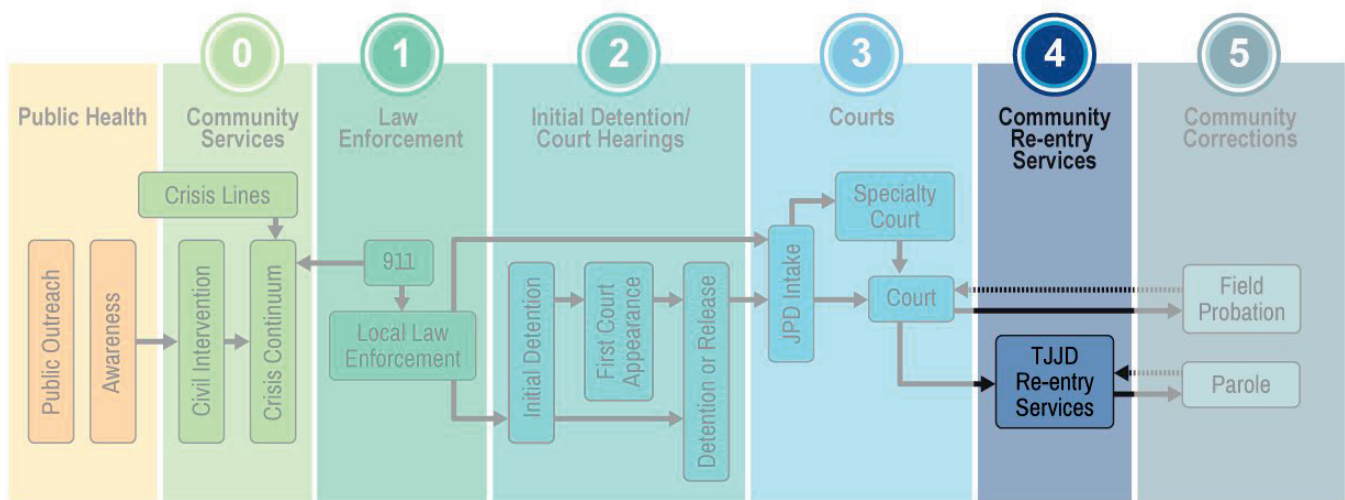 0
1
2
3
4
5
Public Health
Community
Services
Law
Enforcement
Initial Detention/
Court Hearings
Courts
Community
Re-entry
Services
Community
Corrections
Crisis Lines
Public Outreach
Awareness
Civil Intervention
Crisis Continuum
911
Local Law
Enforcement
Initial Detention
First Court
Appearance
Detention or Release
JPD Intake
Specialty
Court
Court
TJJD
Re-entry
Services
Field
Probation
Parole